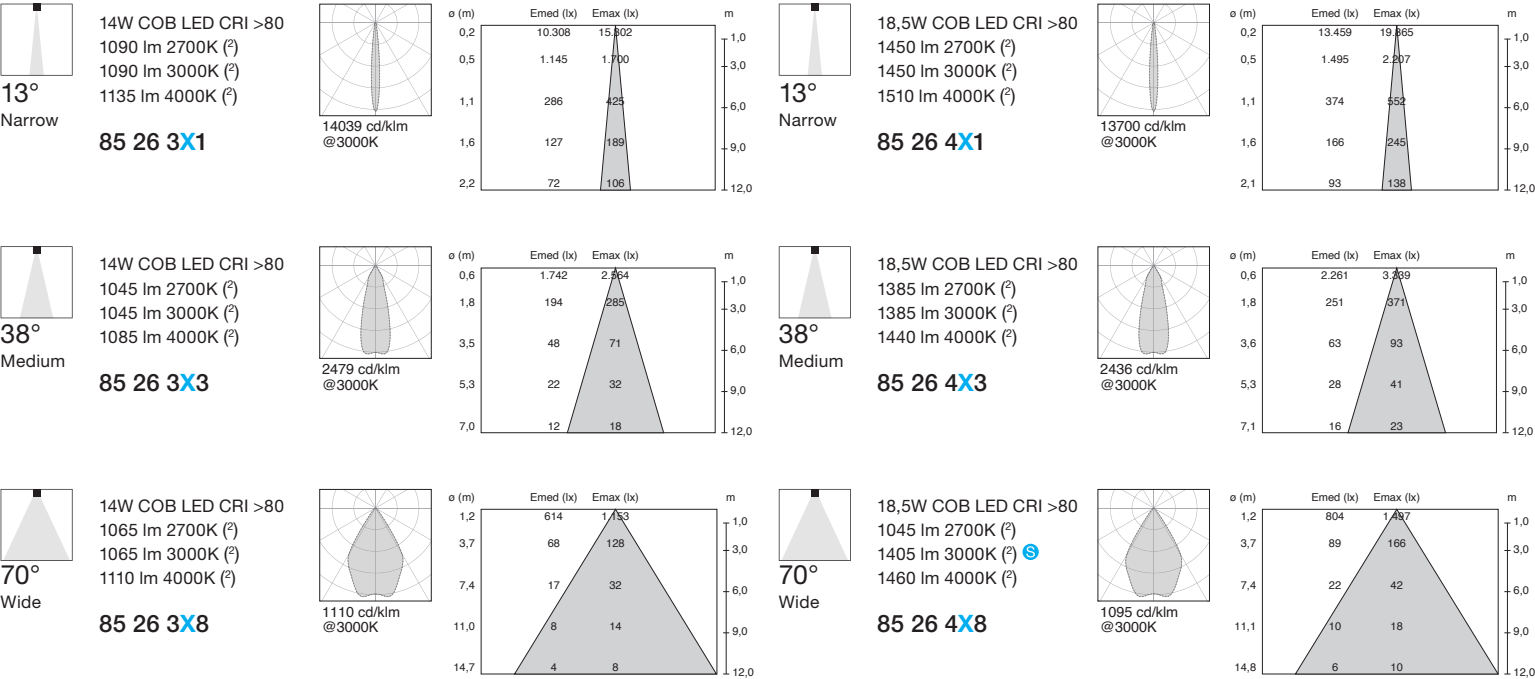 13°
Narrow
14W COB LED CRI >80
1090 lm 2700K (²)
1090 lm 3000K (²)
1135 lm 4000K (²)
85 26 3X1
14039 cd/klm
@3000K
ø (m) Emed (lx) Emax (lx) m
0,2 10.308 15.302
1,0
0,5 1.145 1.700
3,0
1,1 286 425
6,0
1,6 127 189
9,0
2,2 72 106
12,0
13°
Narrow
18,5W COB LED CRI >80
1450 lm 2700K (²)
1450 lm 3000K (²)
1510 lm 4000K (²)
85 26 4X1
13700 cd/klm
@3000K
ø (m) Emed (lx) Emax (lx) m
0,2 13.459 19.865
1,0
0,5 1.495 2.207
3,0
1,1 374 552
6,0
1,6 166 245
9,0
2,1 93 138
12,0
38°
Medium
14W COB LED CRI >80
1045 lm 2700K (²)
1045 lm 3000K (²)
1085 lm 4000K (²)
85 26 3X3
2479 cd/klm
@3000K
ø (m) Emed (lx) Emax (lx) m
0,6 1.742 2.564
1,0
1,8 194 285
3,0
3,5 48 71
6,0
5,3 22 32
9,0
7,0 12 18
12,0
38°
Medium
18,5W COB LED CRI >80
1385 lm 2700K (²)
1385 lm 3000K (²)
1440 lm 4000K (²)
85 26 4X3
2436 cd/klm
@3000K
ø (m) Emed (lx) Emax (lx) m
0,6 2.261 3.339
1,0
1,8 251 371
3,0
3,6 63 93
6,0
5,3 28 41
9,0
7,1 16 23
12,0
70°
Wide
14W COB LED CRI >80
1065 lm 2700K (²)
1065 lm 3000K (²)
1110 lm 4000K (²)
85 26 3X8
1110 cd/klm
@3000K
ø (m) Emed (lx) Emax (lx) m
1,2 614 1.153
1,0
3,7 68 128
3,0
7,4 17 32
6,0
11,0 8 14
9,0
14,7 4 8
12,0
70°
Wide
18,5W COB LED CRI >80
1045 lm 2700K (²)
1405 lm 3000K (²) S
1460 lm 4000K (²)
85 26 4X8
1095 cd/klm
@3000K
ø (m) Emed (lx) Emax (lx) m
1,2 804 1.497
1,0
3,7 89 166
3,0
7,4 22 42
6,0
11,1 10 18
9,0
14,8 6 10
12,0